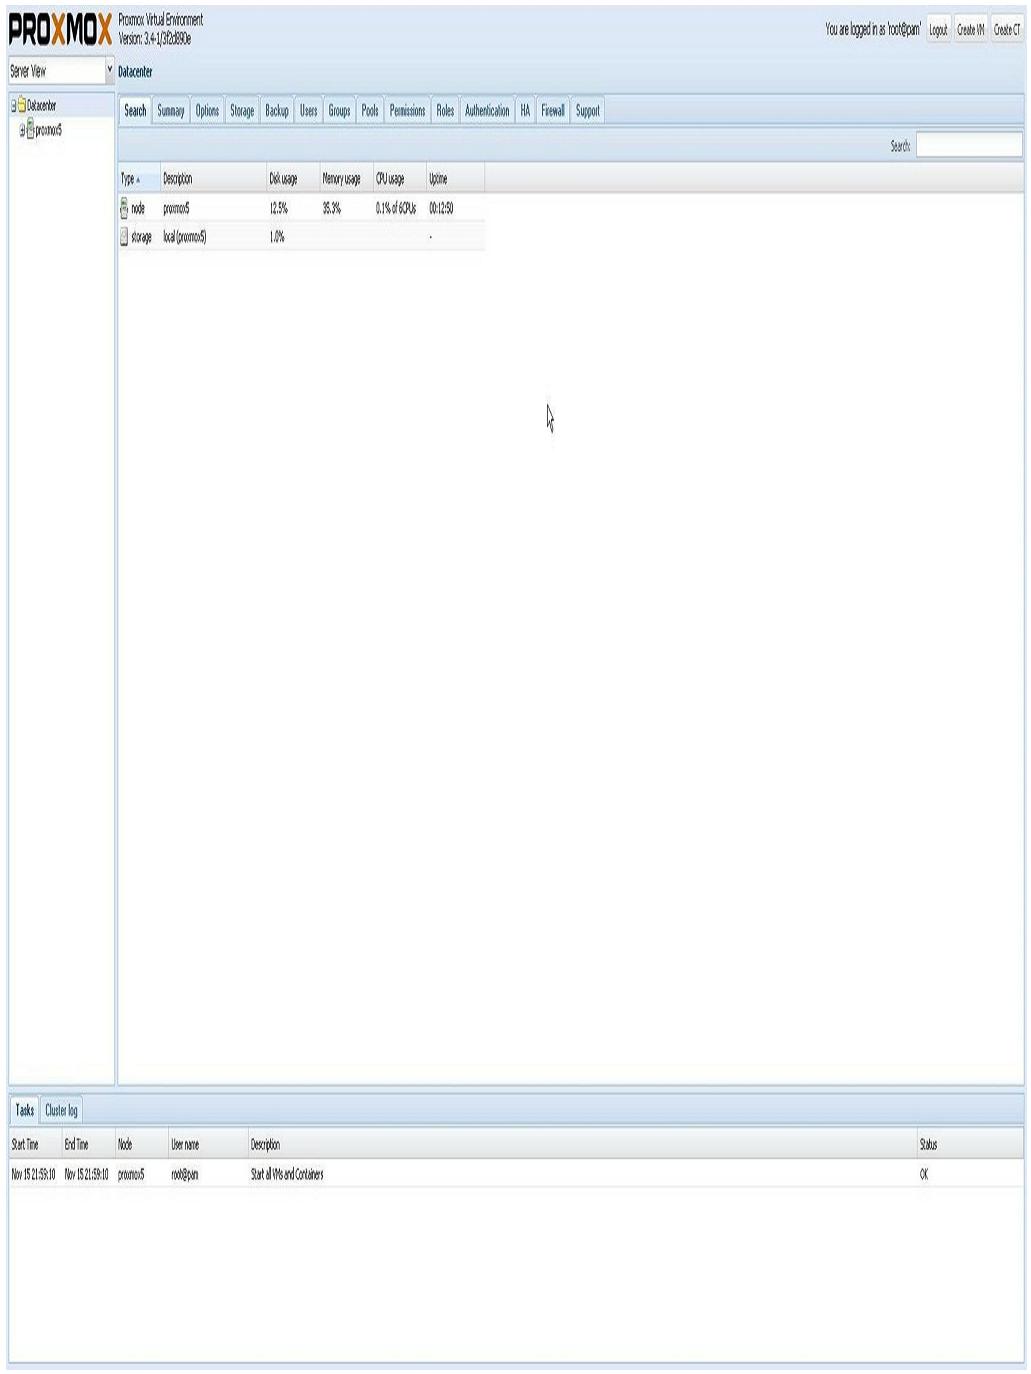 PROXMOX Proxmox Virtual Environment
Version: 3.4-1/3f2d890e
You are logged in as 'root@pam' Logout Create VM Create CT
Server View
Datacenter
Datacenter
proxmox5
Search Summary Options Storage Backup Users Groups Pools Permissions Roles Authentication HA Firewall Support
Search:
Type Description Disk usage Memory usage CPU usage Uptime
node proxmox5 12.5% 35.3% 0.1% of 6CPUs 00:12:50
storage local (proxmox5) 1.0% -
Tasks Cluster log
Start Time End Time Node User name Description Status
Nov 15 21:59:10 Nov 15 21:59:10 proxmox5 root@pam Start all VMs and Containers OK